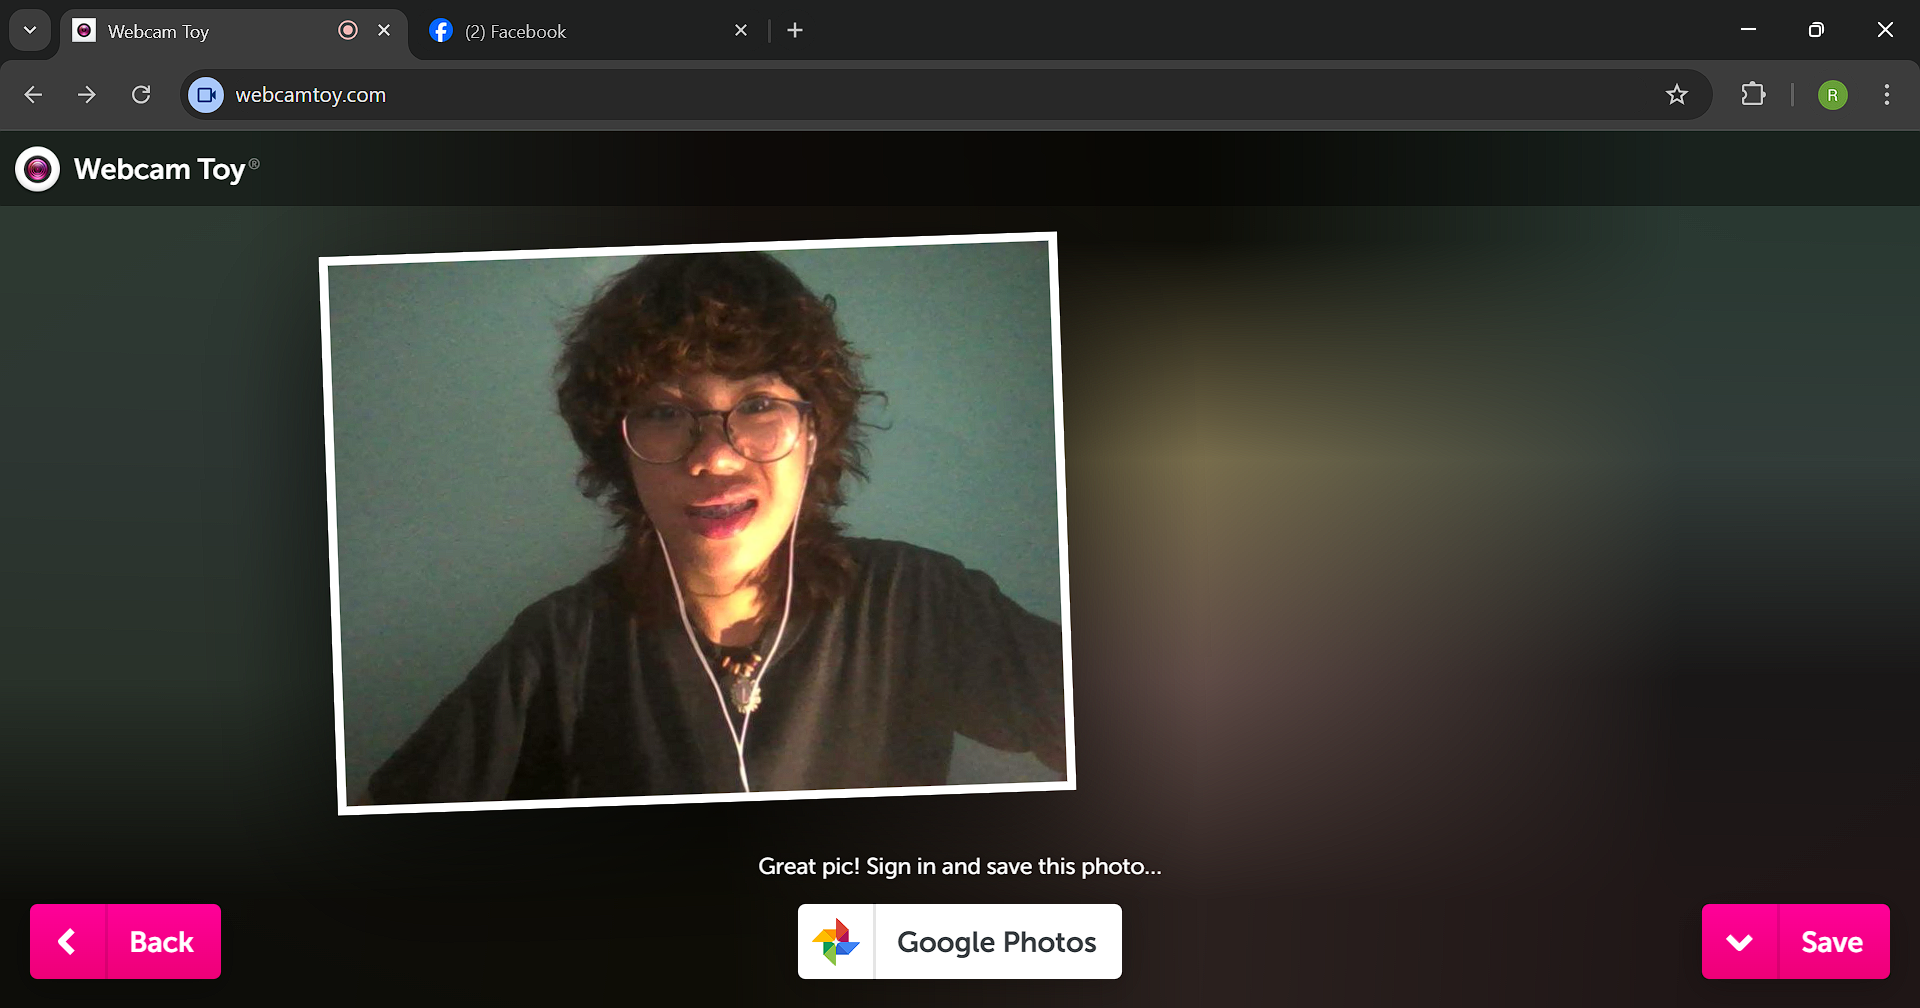 Webcam Toy
(2) Facebook
webcamtoy.com
R
Webcam Toy®
Great pic! Sign in and save this photo...
Back
Google Photos
Save